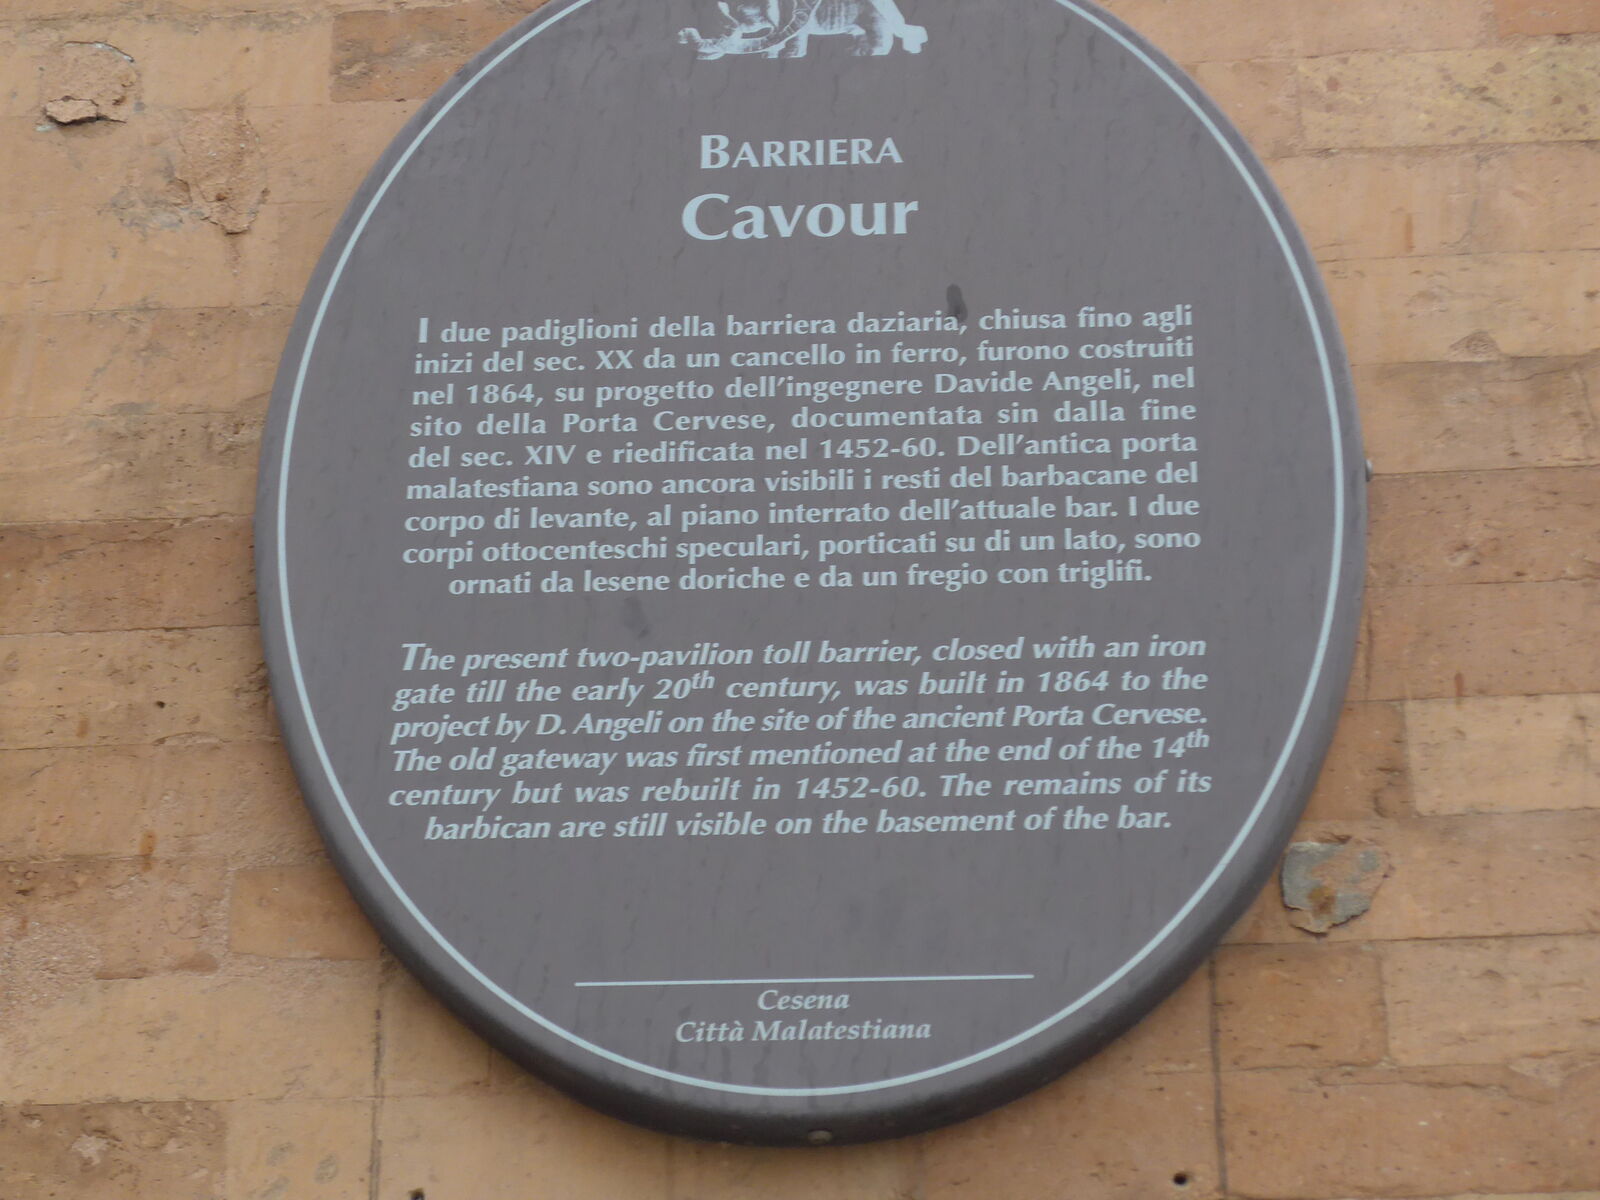 BARRIERA
Cavour
I due padiglioni della barriera daziaria, chiusa fino agli
inizi del sec. XX da un cancello in ferro, furono costruiti
nel 1864, su progetto dell'ingegnere Davide Angeli, nel
sito della Porta Cervese, documentata sin dalla fine
del sec. XIV e riedificata nel 1452-60. Dell'antica porta
malatestiana sono ancora visibili i resti del barbacane del
corpo di levante, al piano interrato dell'attuale bar. I due
corpi ottocenteschi speculari, porticati su di un lato, sono
ornati da lesene doriche e da un fregio con triglifi.
The present two-pavilion toll barrier, closed with an iron
gate till the early 20th century, was built in 1864 to the
project by D. Angeli on the site of the ancient Porta Cervese.
The old gateway was first mentioned at the end of the 14th
century but was rebuilt in 1452-60. The remains of its
barbican are still visible on the basement of the bar.
Cesena
Città Malatestiana